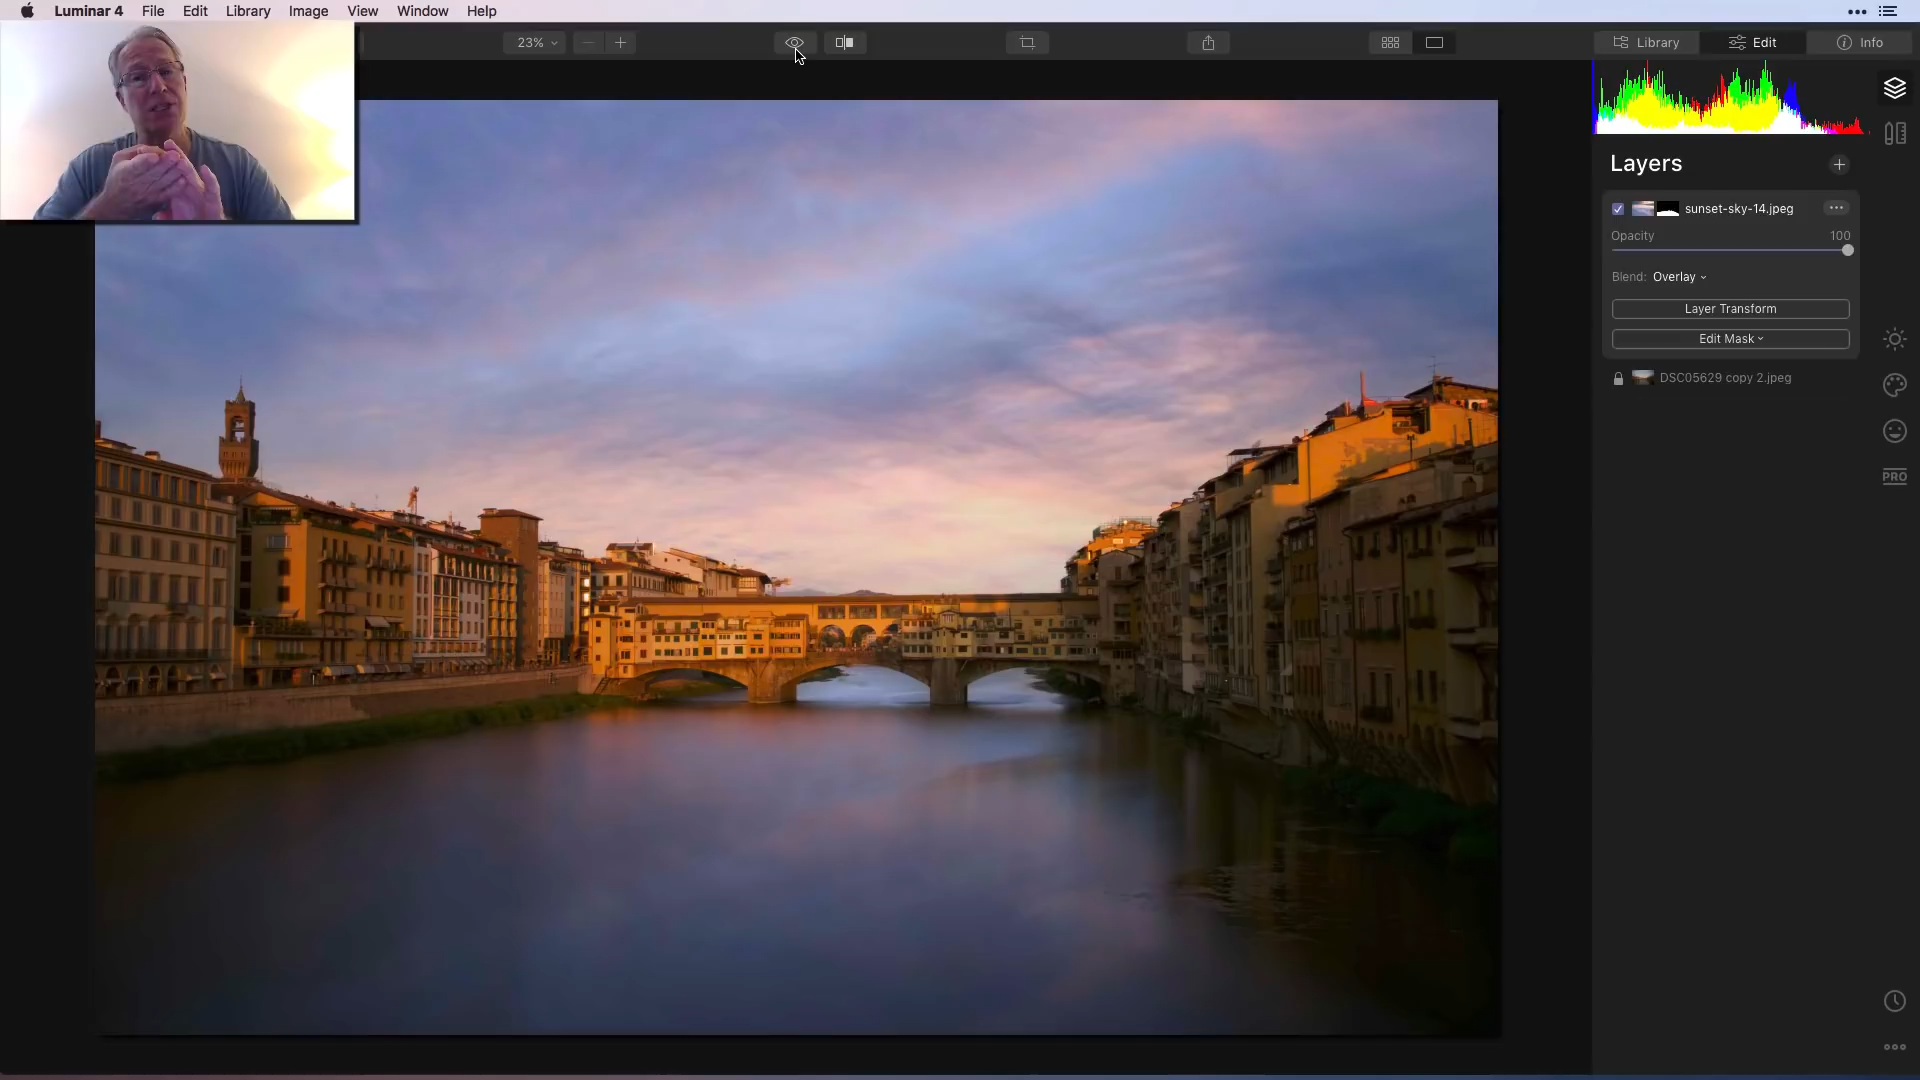 Luminar 4 File Edit Library Image View Window Help
23% Library Edit Info
Layers
sunset-sky-14.jpeg
Opacity 100
Blend: Overlay
Layer Transform
Edit Mask
DSC05629 copy 2.jpeg
PRO